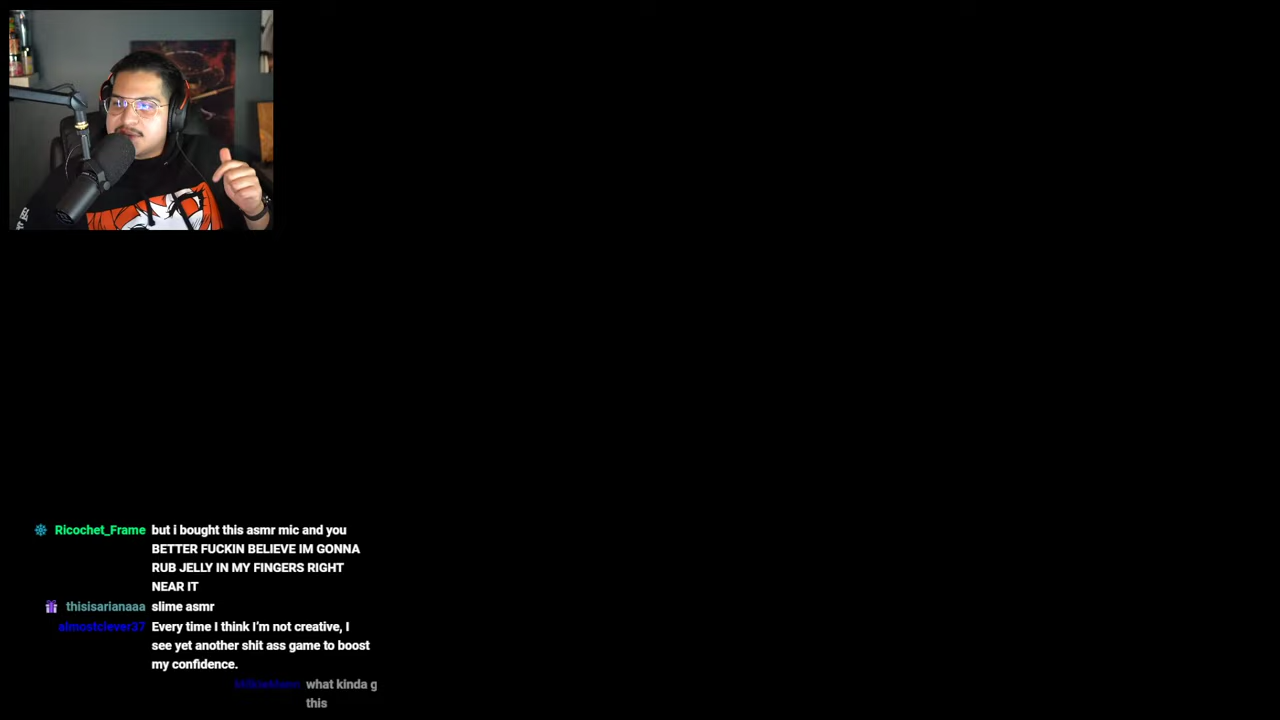 Ricochet_Frame but i bought this asmr mic and you
BETTER FUCKIN BELIEVE IM GONNA
RUB JELLY IN MY FINGERS RIGHT
NEAR IT
thisisarianaaa slime asmr
almostclever37 Every time I think I'm not creative, I
see yet another shit ass game to boost
my confidence.
what kinda g
this